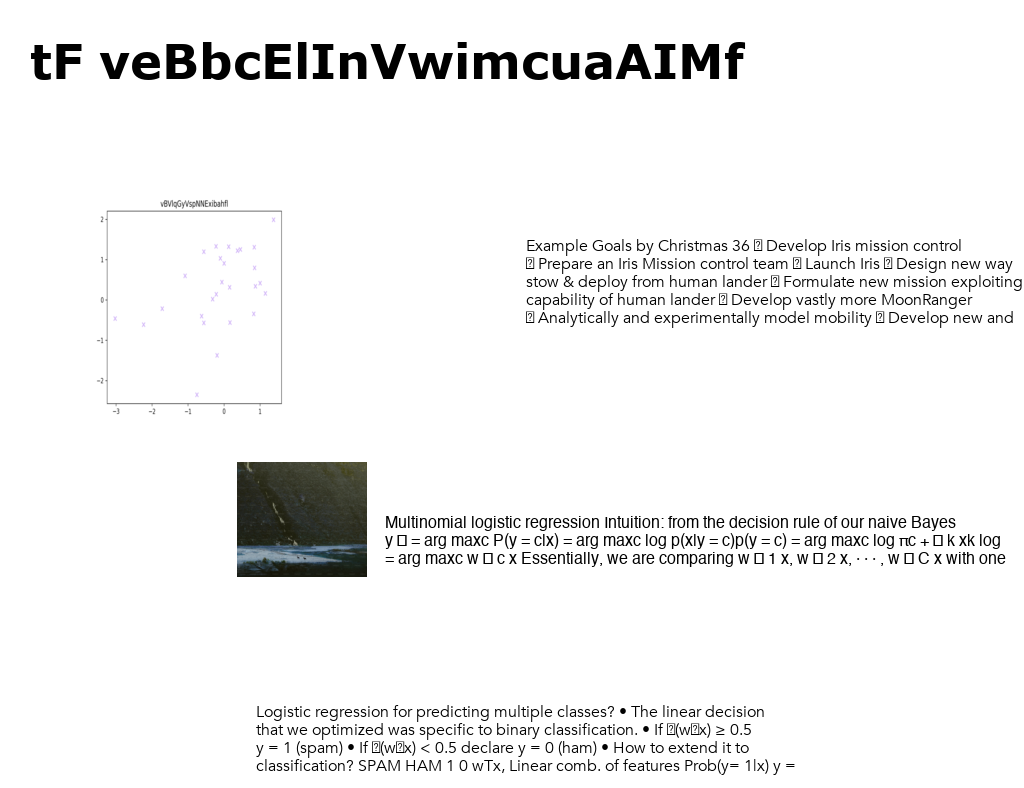 tF veBbcElInVwimcuaAIMf
vBVlqGyVspNNExibahfl
2
1
0
−1
−2
−3
−2
−1
0
1
Example Goals by Christmas 36 � Develop Iris mission control
� Prepare an Iris Mission control team � Launch Iris � Design new way
stow & deploy from human lander � Formulate new mission exploiting
capability of human lander � Develop vastly more MoonRanger
� Analytically and experimentally model mobility � Develop new and
Multinomial logistic regression Intuition: from the decision rule of our naive Bayes
y � = arg maxc P(y = c|x) = arg maxc log p(x|y = c)p(y = c) = arg maxc log πc + � k xk log
= arg maxc w � c x Essentially, we are comparing w � 1 x, w � 2 x, · · · , w � C x with one
Logistic regression for predicting multiple classes? • The linear decision
that we optimized was specific to binary classification. • If �(w�x) ≥ 0.5
y = 1 (spam) • If �(w�x) < 0.5 declare y = 0 (ham) • How to extend it to
classification? SPAM HAM 1 0 wTx, Linear comb. of features Prob(y= 1|x) y =